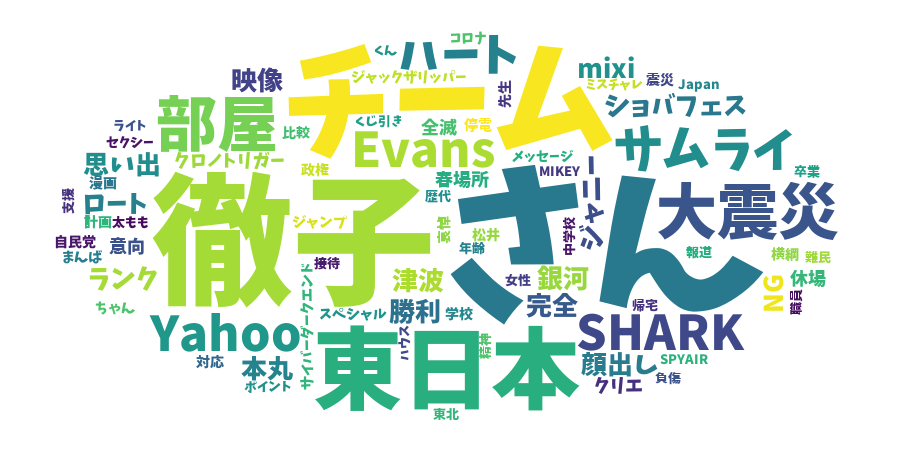 コロナ
くん
ハート
チーム
映像
ジャックザリッパー
mixi
ミスチャレ
震災
Japan
先生
部屋
ショバフェス
ライト
比較
くじ引き
全滅
停電
セクシー
Evans
サムライ
思い出
クロノトリガー
メッセージ
漫画
政権
春場所
MIKEY
卒業
支援
ロート
徹子
さん
歴代
ジャニー
大震災
計画
太もも
ジャンプ
哀悼
松井
中学校
自民党
意向
年齢
報道
まんば
横綱
難民
接待
ランク
津波
女性
銀河
休場
NG
職員
ちゃん
サイバーダークエンド
スペシャル
勝利
学校
完全
帰宅
Yahoo
ハウス
東日本
精神
SHARK
対応
本丸
顔出し
SPYAIR
ポイント
クリエ
負傷
東北